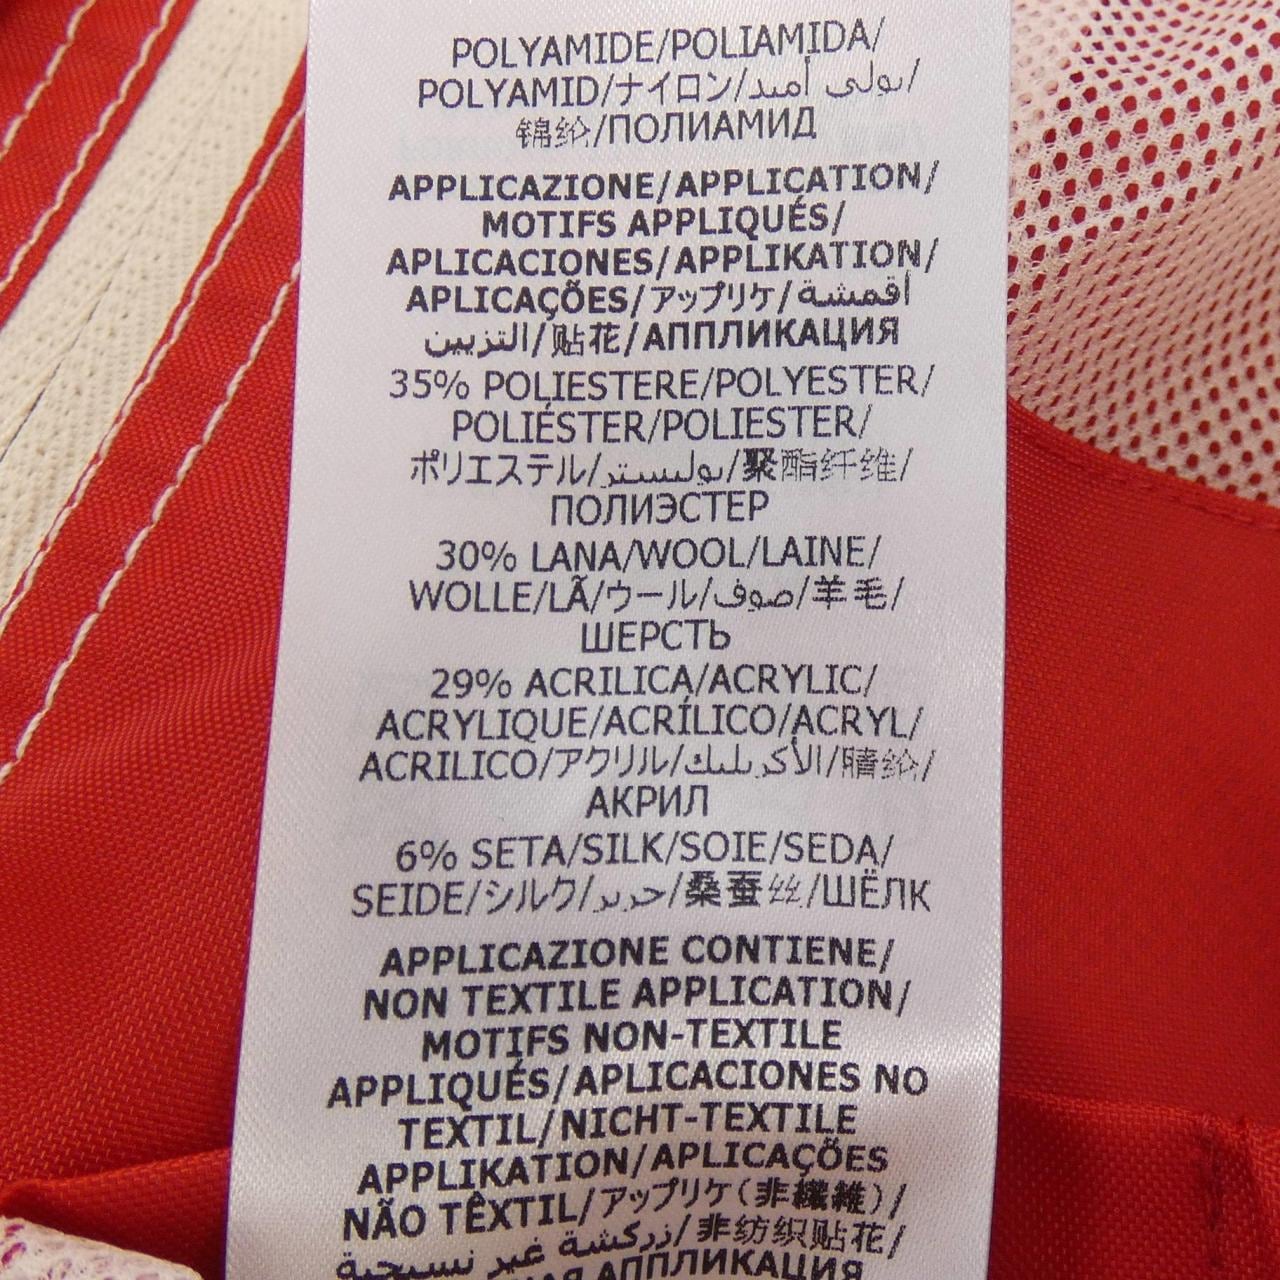 POLYAMIDE/POLIAMIDA/
POLYAMID/ナイロン/بولى أميد/
锦纶/ПОЛИАМИД
APPLICAZIONE/APPLICATION/
MOTIFS APPLIQUÉS/
APLICACIONES/APPLIKATION/
APLICAÇÕES/アップリケ/أقمشة
التزيين/贴花/АППЛИКАЦИЯ
35% POLIESTERE/POLYESTER/
POLIÉSTER/POLIESTER/
ポリエステル/بوليستر/聚酯纤维/
ПОЛИЭСТЕР
30% LANA/WOOL/LAINE/
WOLLE/LÃ/ウール/صوف/羊毛/
ШЕРСТЬ
29% ACRILICA/ACRYLIC/
ACRYLIQUE/ACRÍLICO/ACRYL/
ACRILICO/アクリル/الأكريليك/腈纶/
АКРИЛ
6% SETA/SILK/SOIE/SEDA/
SEIDE/シルク/حرير/桑蚕丝/ШЁЛК
APPLICAZIONE CONTIENE/
NON TEXTILE APPLICATION/
MOTIFS NON-TEXTILE
APPLIQUÉS/APLICACIONES NO
TEXTIL/NICHT-TEXTILE
APPLIKATION/APLICAÇÕES
NÃO TÊXTIL/アップリケ(非繊維)/
زركشة غير نسيجية/非纺织贴花/
АППЛИКАЦИЯ